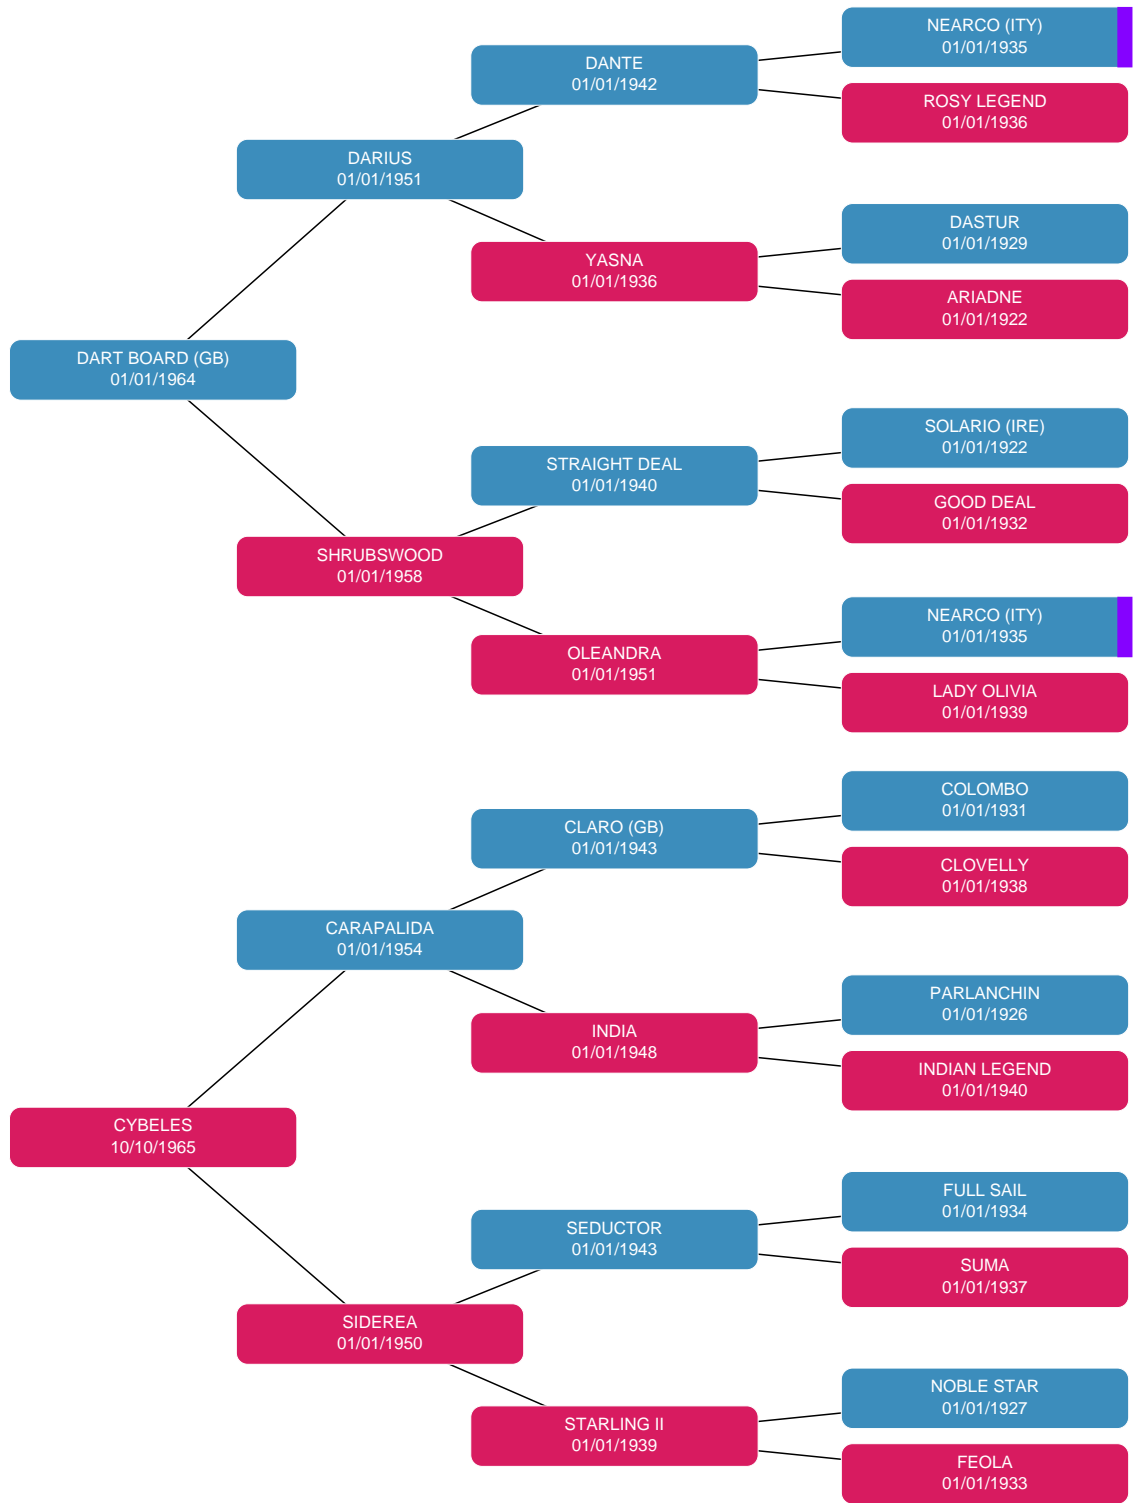 NEARCO (ITY)
01/01/1935
DANTE
01/01/1942
ROSY LEGEND
01/01/1936
DARIUS
01/01/1951
DASTUR
01/01/1929
YASNA
01/01/1936
ARIADNE
01/01/1922
DART BOARD (GB)
01/01/1964
SOLARIO (IRE)
01/01/1922
STRAIGHT DEAL
01/01/1940
GOOD DEAL
01/01/1932
SHRUBSWOOD
01/01/1958
NEARCO (ITY)
01/01/1935
OLEANDRA
01/01/1951
LADY OLIVIA
01/01/1939
COLOMBO
01/01/1931
CLARO (GB)
01/01/1943
CLOVELLY
01/01/1938
CARAPALIDA
01/01/1954
PARLANCHIN
01/01/1926
INDIA
01/01/1948
INDIAN LEGEND
01/01/1940
CYBELES
10/10/1965
FULL SAIL
01/01/1934
SEDUCTOR
01/01/1943
SUMA
01/01/1937
SIDEREA
01/01/1950
NOBLE STAR
01/01/1927
STARLING II
01/01/1939
FEOLA
01/01/1933